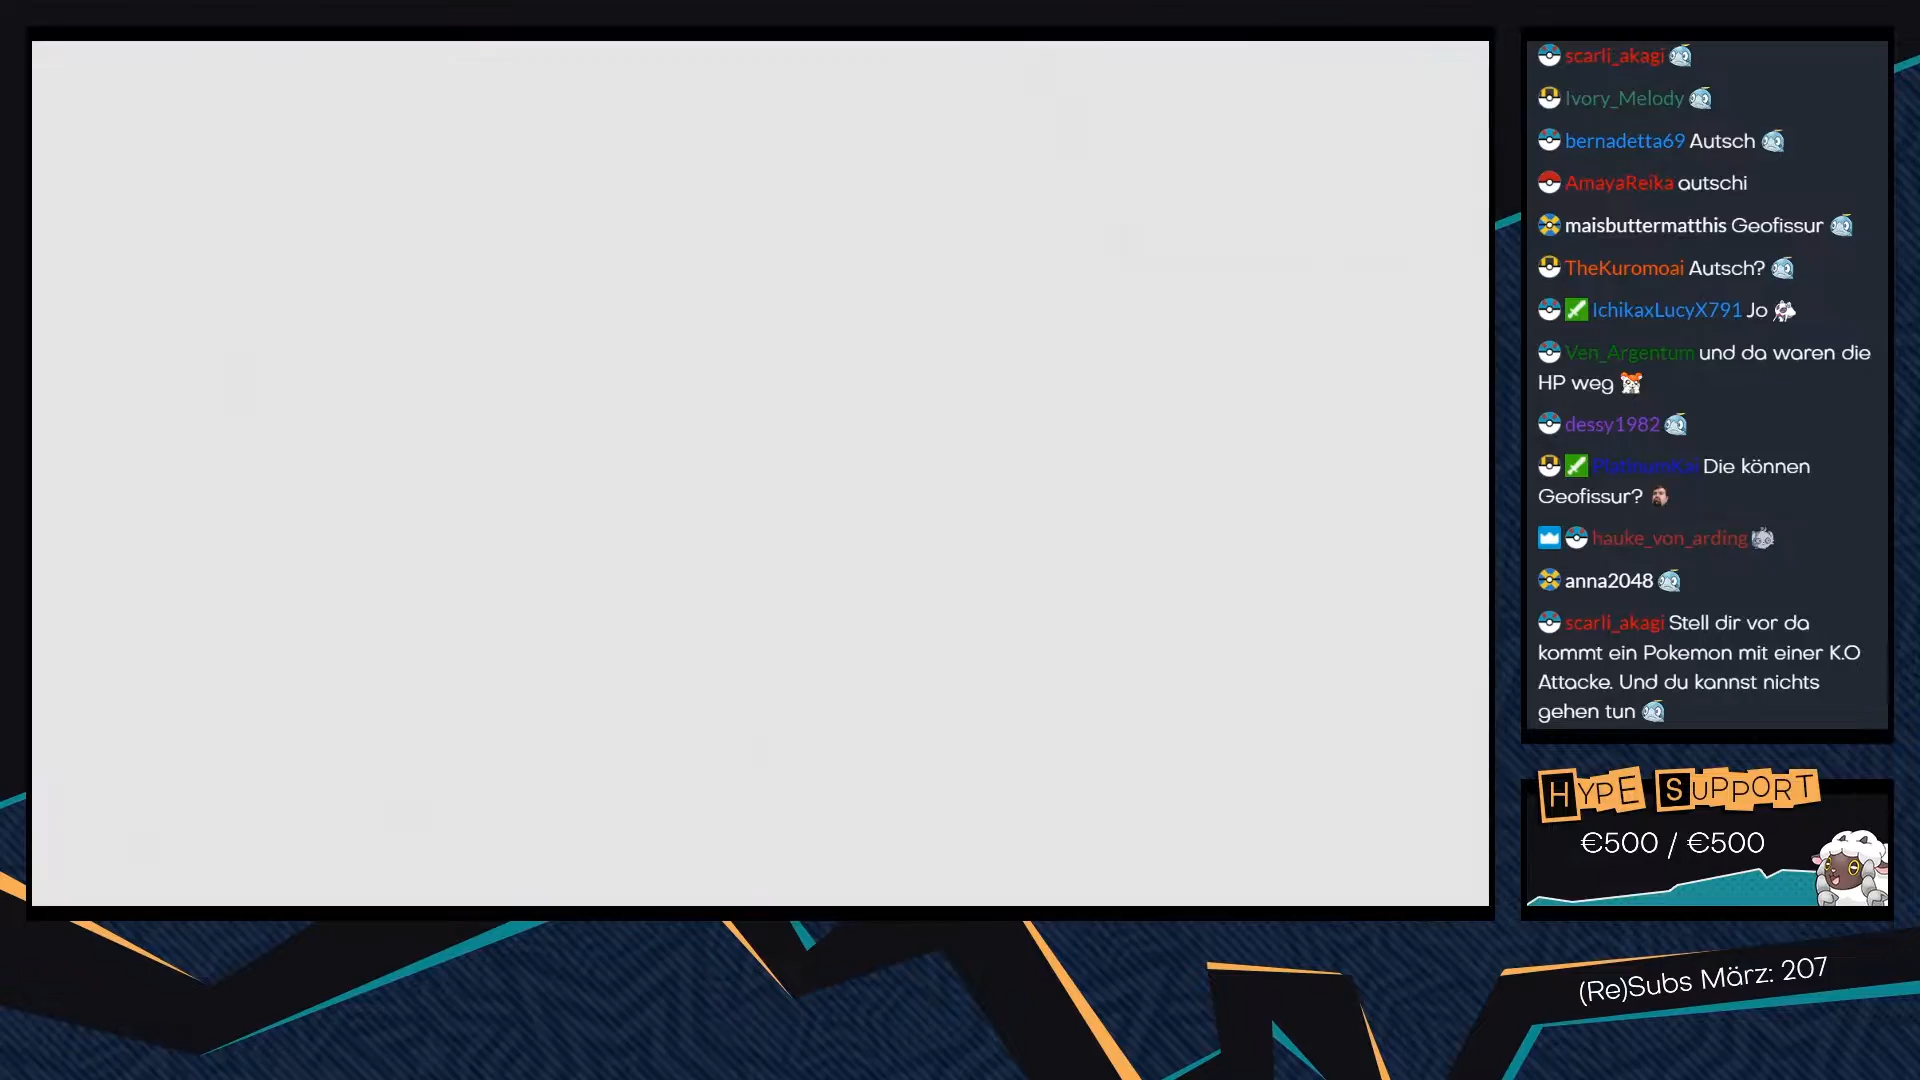 scarli_akagi
Ivory_Melody
bernadetta69 Autsch
AmayaReika autschi
maisbuttermatthis Geofissur
TheKuromoai Autsch?
IchikaxLucyX791 Jo
Ven_Argentum und da waren die
HP weg
dessy1982
PlatinumKai Die können
Geofissur?
hauke_von_arding
anna2048
scarli_akagi Stell dir vor da
kommt ein Pokemon mit einer K.O
Attacke. Und du kannst nichts
gehen tun
HYPE SUPPORT
€500 / €500
(Re)Subs März: 207